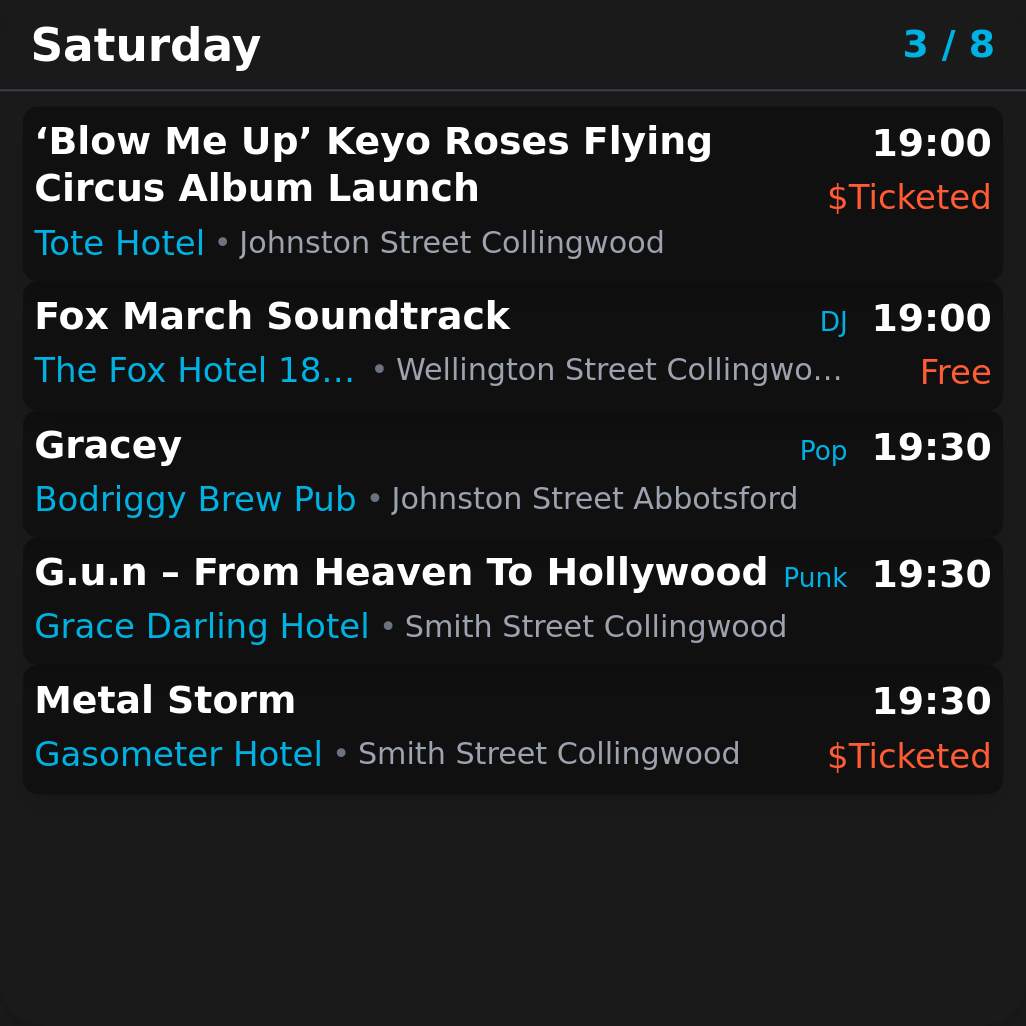 Saturday 3 / 8
‘Blow Me Up’ Keyo Roses Flying 19:00
Circus Album Launch $Ticketed
Tote Hotel • Johnston Street Collingwood
Fox March Soundtrack DJ 19:00
The Fox Hotel 18… • Wellington Street Collingwo… Free
Gracey Pop 19:30
Bodriggy Brew Pub • Johnston Street Abbotsford
G.u.n – From Heaven To Hollywood Punk 19:30
Grace Darling Hotel • Smith Street Collingwood
Metal Storm 19:30
Gasometer Hotel • Smith Street Collingwood $Ticketed